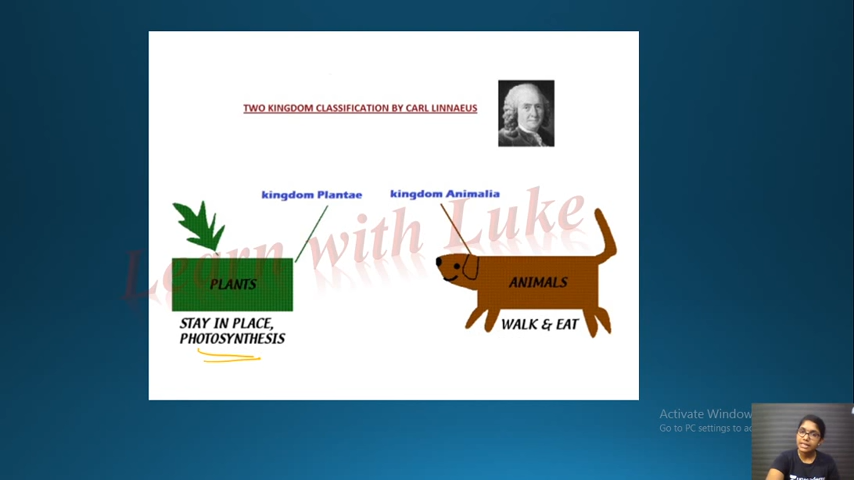 TWO KINGDOM CLASSIFICATION BY CARL LINNAEUS
kingdom Plantae
kingdom Animalia
Learn with Luke
PLANTS
ANIMALS
STAY IN PLACE,
PHOTOSYNTHESIS
WALK & EAT
Activate Window
Go to PC settings to